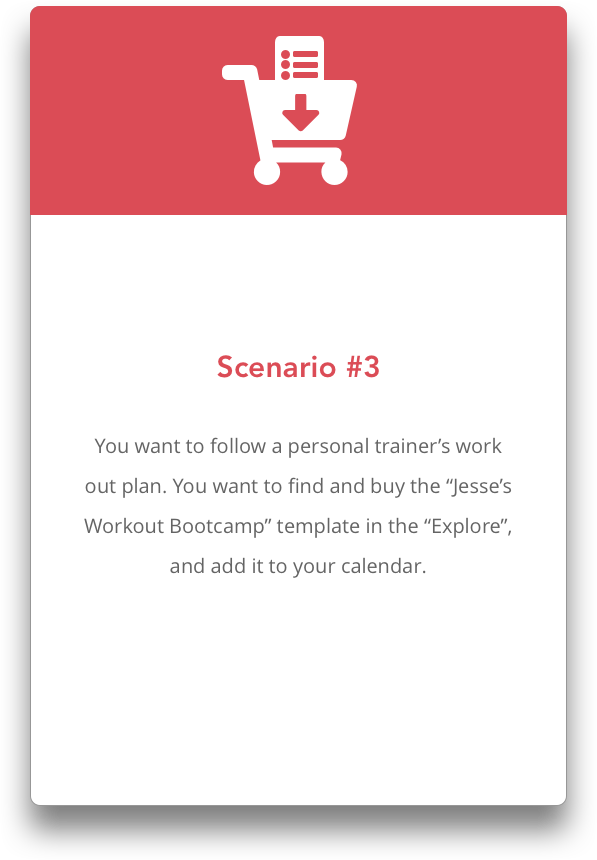 Scenario #3
You want to follow a personal trainer’s work
out plan. You want to find and buy the “Jesse’s
Workout Bootcamp” template in the “Explore”,
and add it to your calendar.